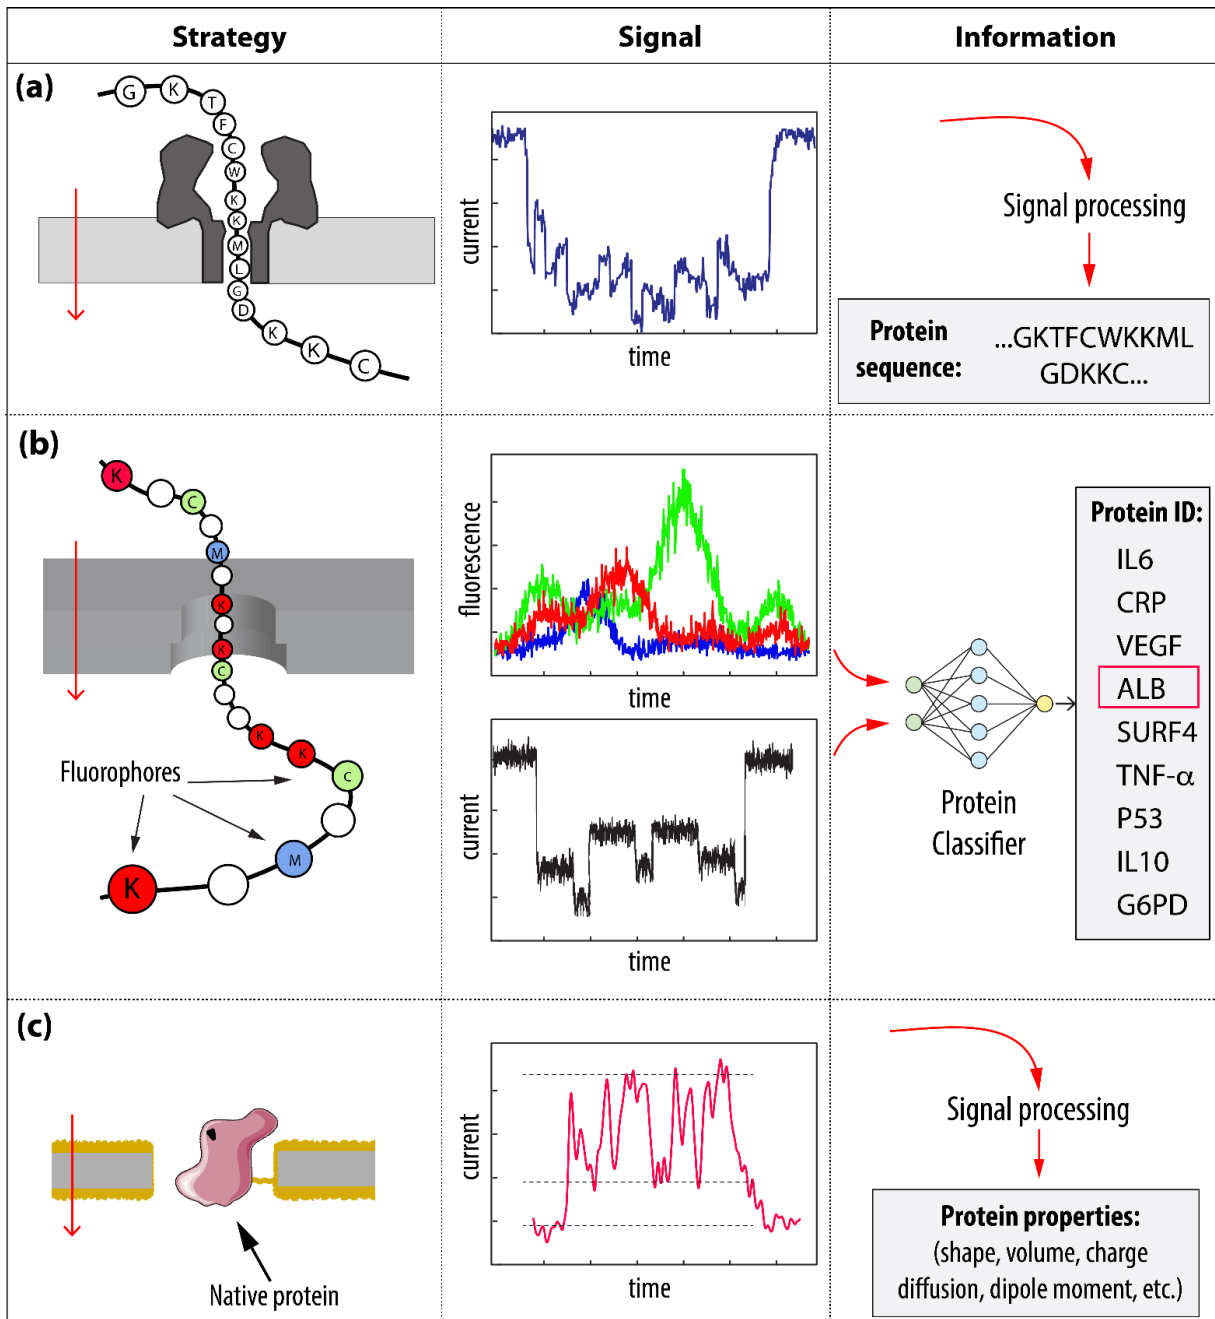 Strategy
Signal
Information
(a)
G
K
T
F
C
W
K
K
M
L
G
D
K
K
C
current
time
Signal processing
Protein
sequence:
...GKTFCWKKML
GDKKC...
(b)
K
C
M
K
K
C
K
K
C
M
K
Fluorophores
fluorescence
time
current
time
Protein
Classifier
Protein ID:
IL6
CRP
VEGF
ALB
SURF4
TNF-α
P53
IL10
G6PD
(c)
Native protein
current
time
Signal processing
Protein properties:
(shape, volume, charge
diffusion, dipole moment, etc.)